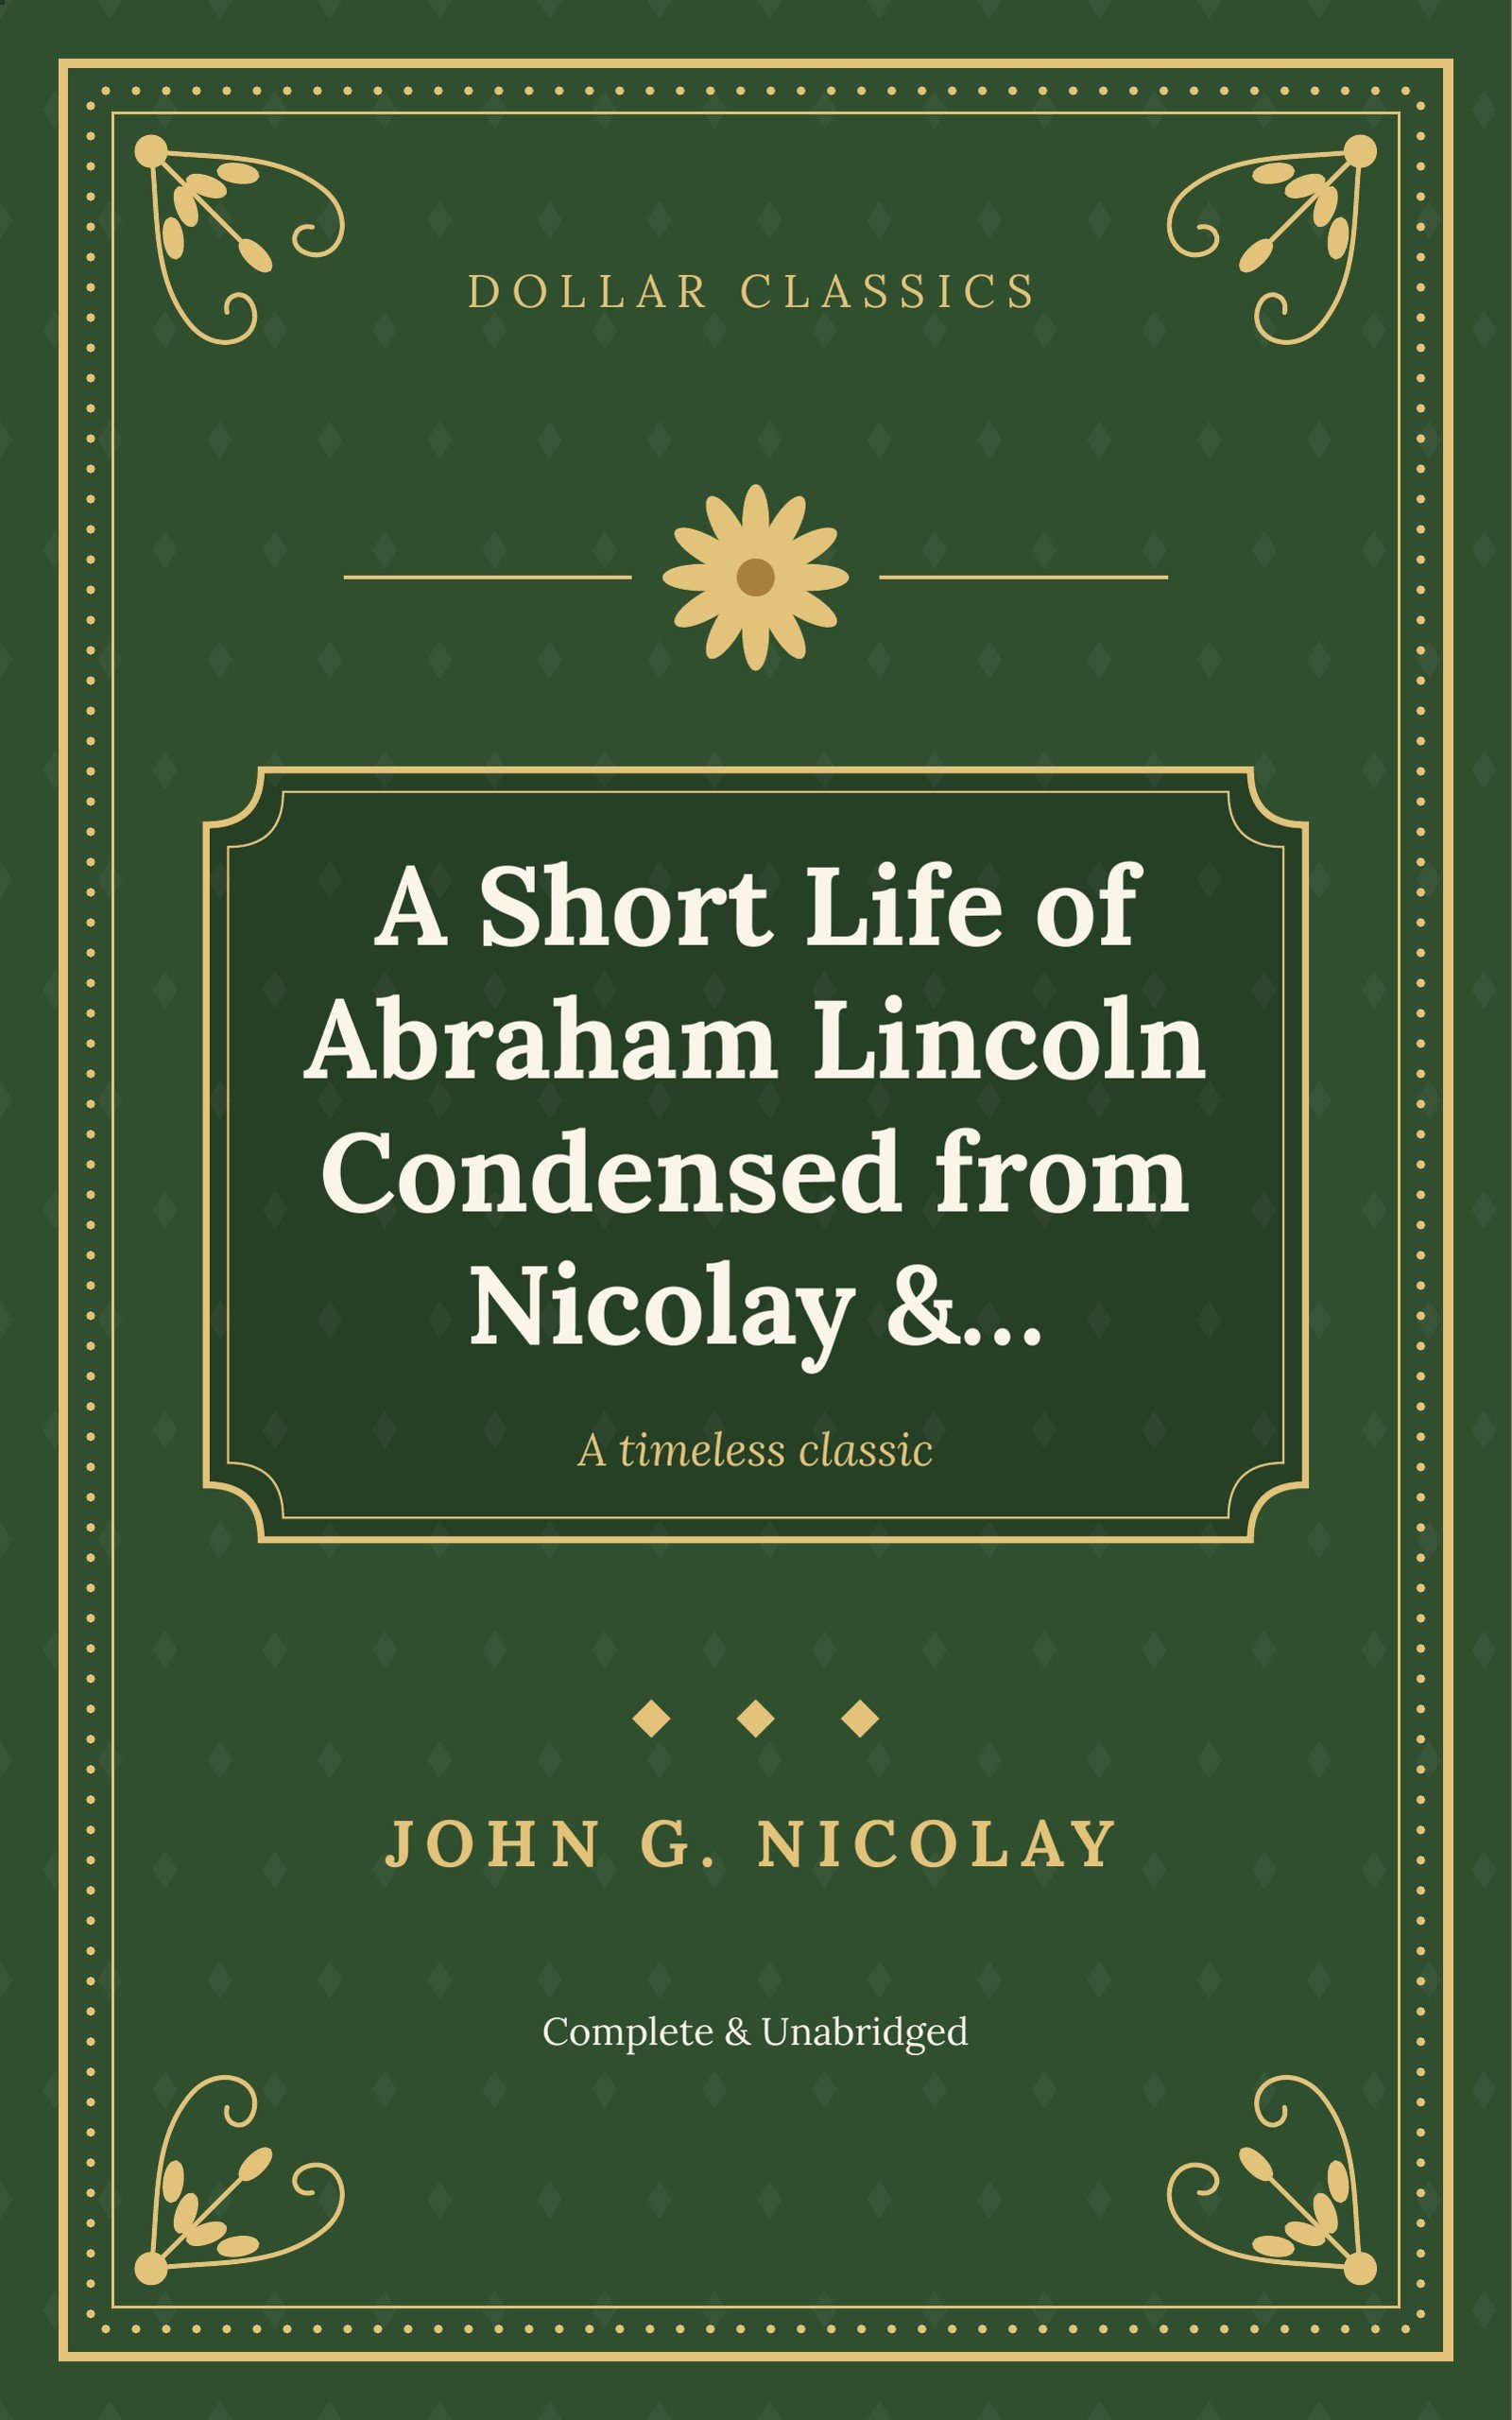 DOLLAR CLASSICS
A Short Life of
Abraham Lincoln
Condensed from
Nicolay &...
A timeless classic
JOHN G. NICOLAY
Complete & Unabridged